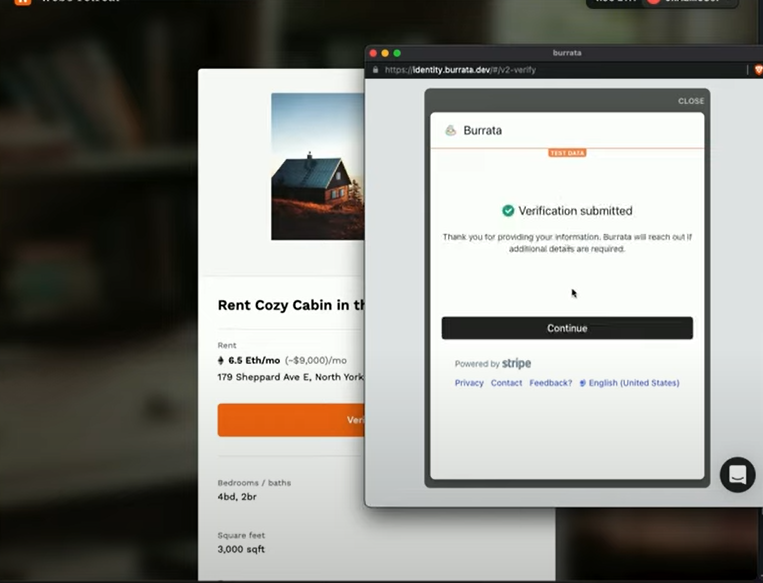 burrata
https://identity.burrata.dev/#/v2-verify
CLOSE
Burrata
TEST DATA
Verification submitted
Thank you for providing your information. Burrata will reach out if
additional details are required.
Continue
Powered by stripe
Privacy Contact Feedback? English (United States)
Rent Cozy Cabin in
Rent
6.5 Eth/mo (~$9,000)/mo
179 Sheppard Ave E, North York
Bedrooms / baths
4bd, 2br
Square feet
3,000 sqft